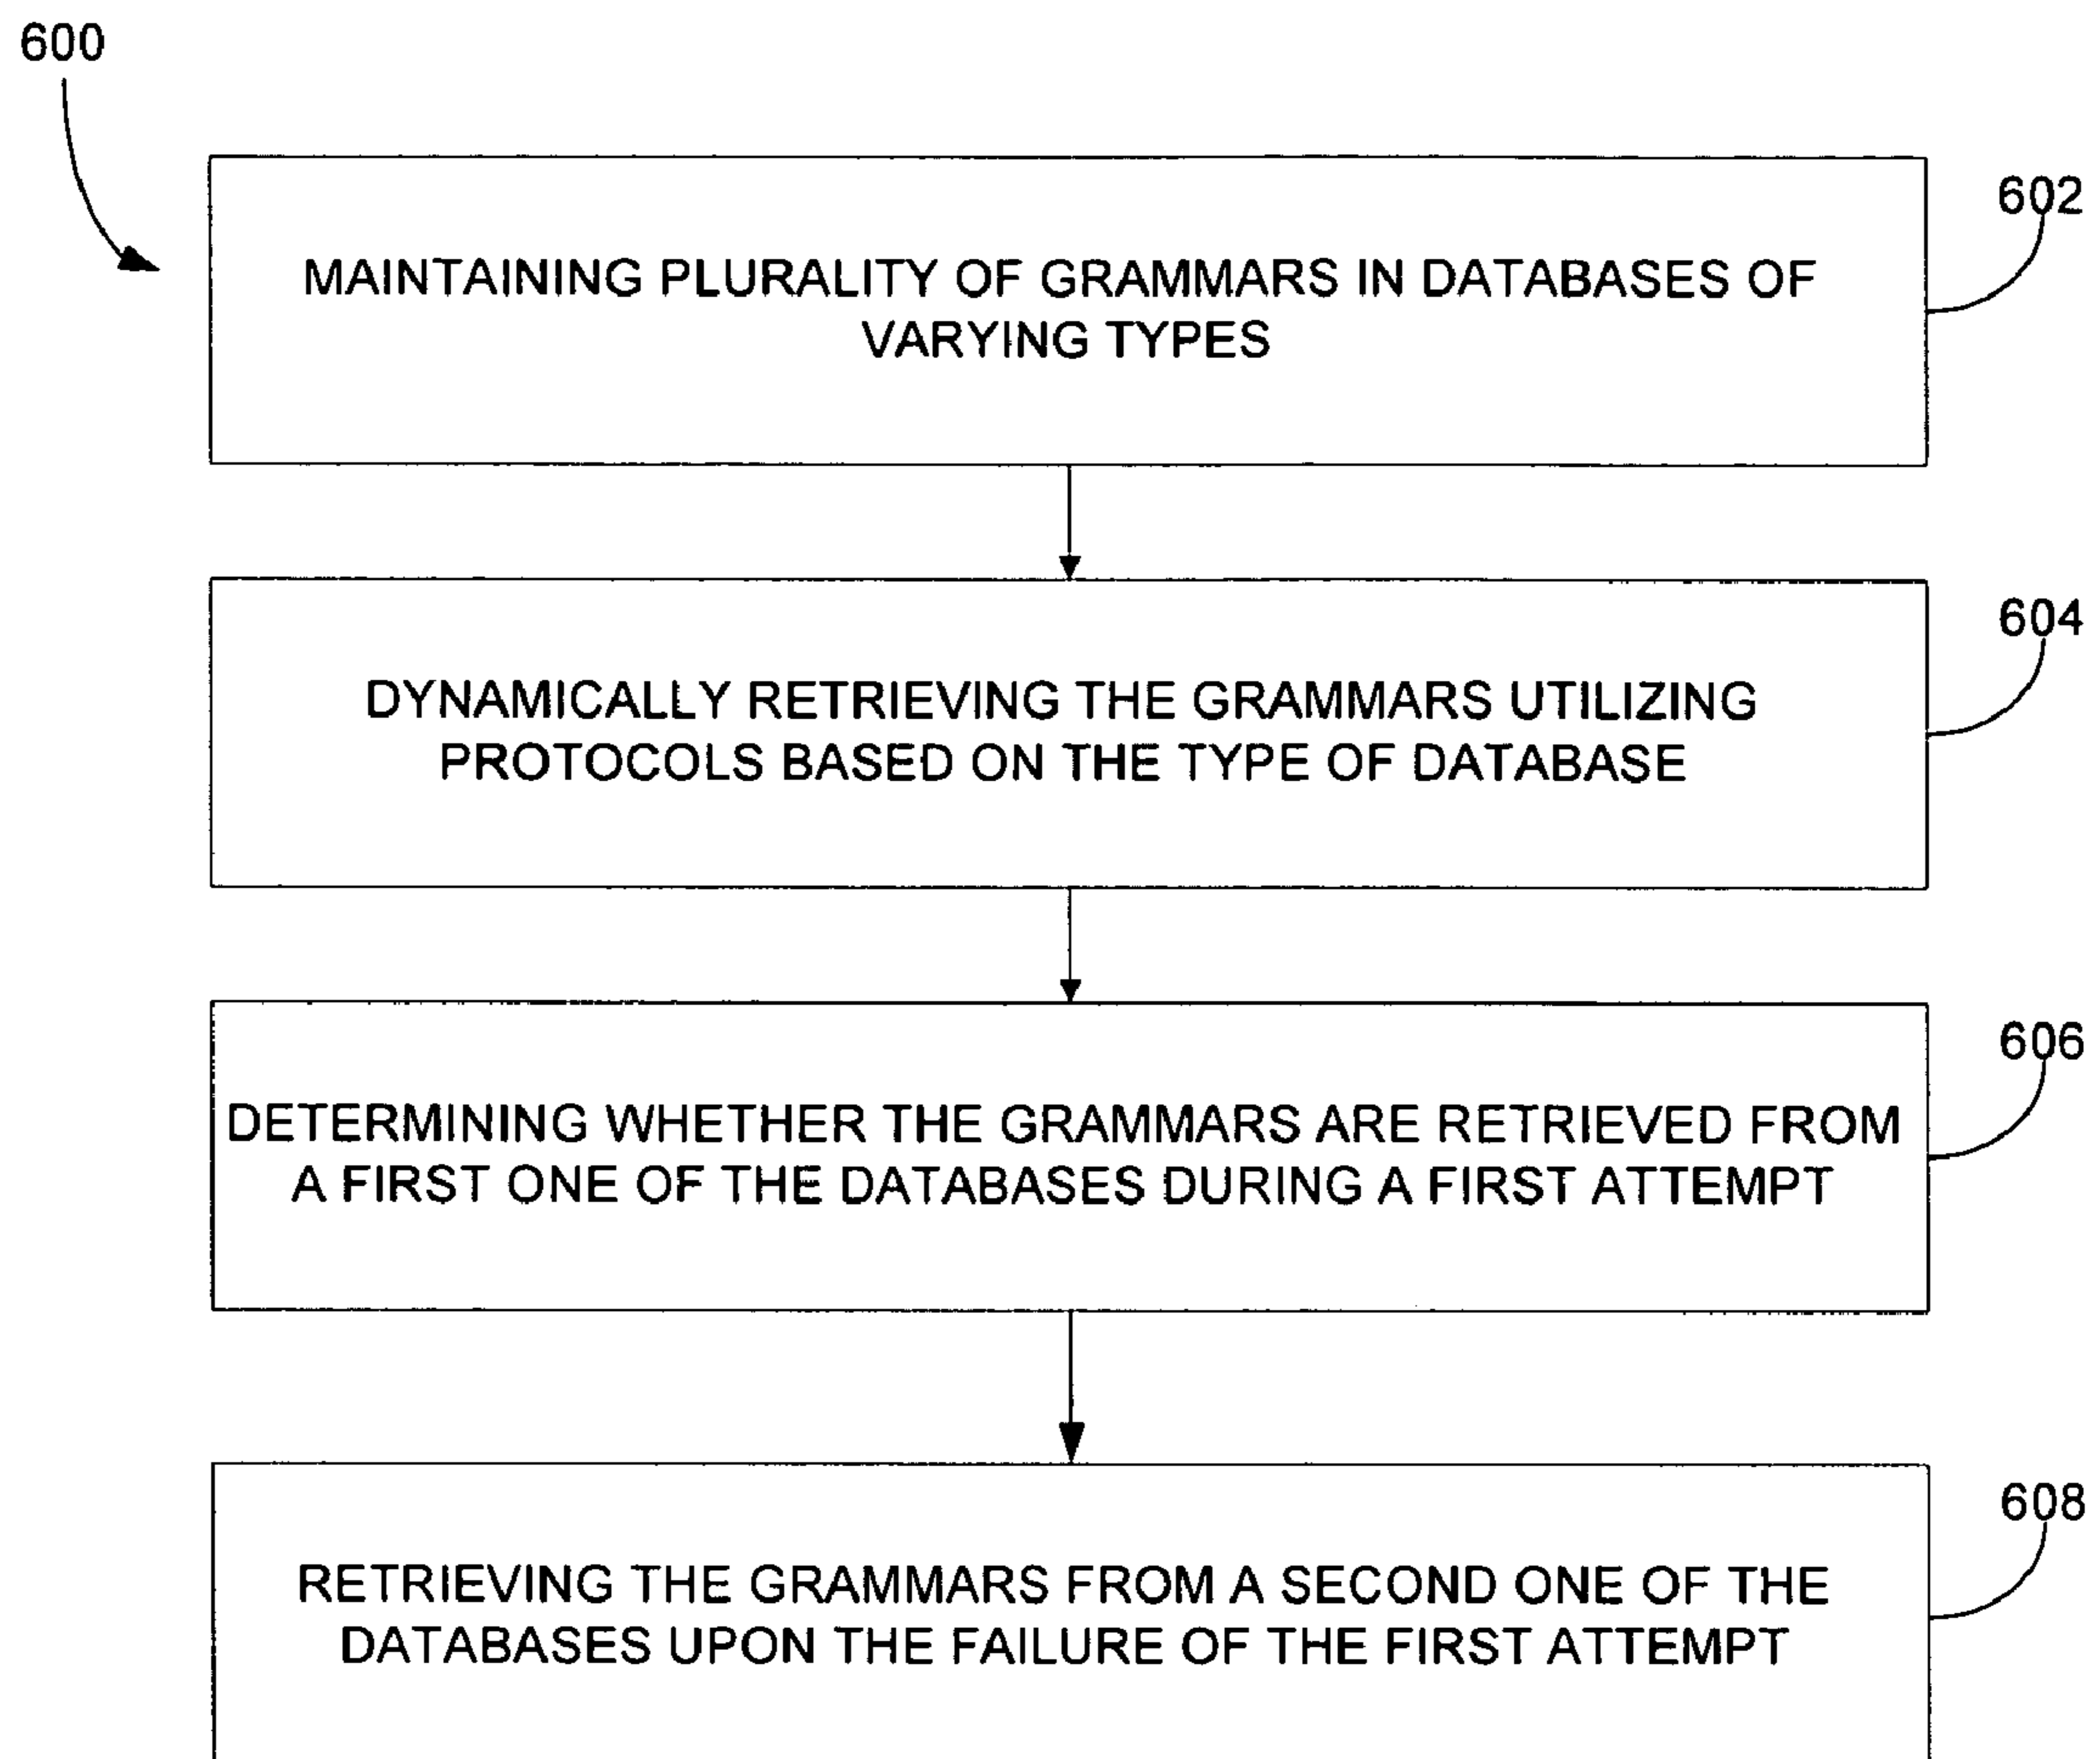 600
602
MAINTAINING PLURALITY OF GRAMMARS IN DATABASES OF
VARYING TYPES
604
DYNAMICALLY RETRIEVING THE GRAMMARS UTILIZING
PROTOCOLS BASED ON THE TYPE OF DATABASE
606
DETERMINING WHETHER THE GRAMMARS ARE RETRIEVED FROM
A FIRST ONE OF THE DATABASES DURING A FIRST ATTEMPT
608
RETRIEVING THE GRAMMARS FROM A SECOND ONE OF THE
DATABASES UPON THE FAILURE OF THE FIRST ATTEMPT